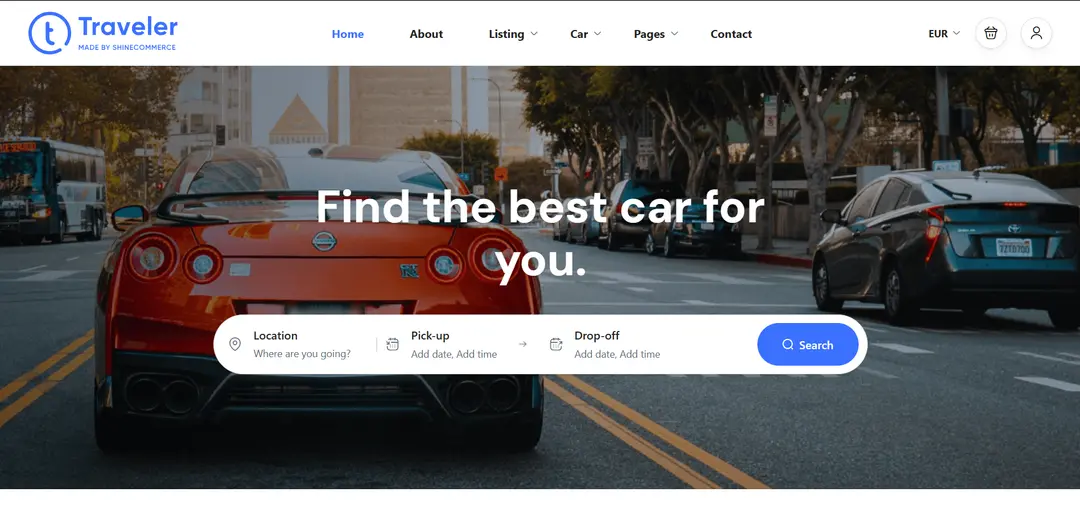 Traveler
MADE BY SHINECOMMERCE
Home About Listing Car Pages Contact EUR
Find the best car for
you.
Location Pick-up Drop-off
Where are you going? Add date, Add time Add date, Add time
Search
GT-R